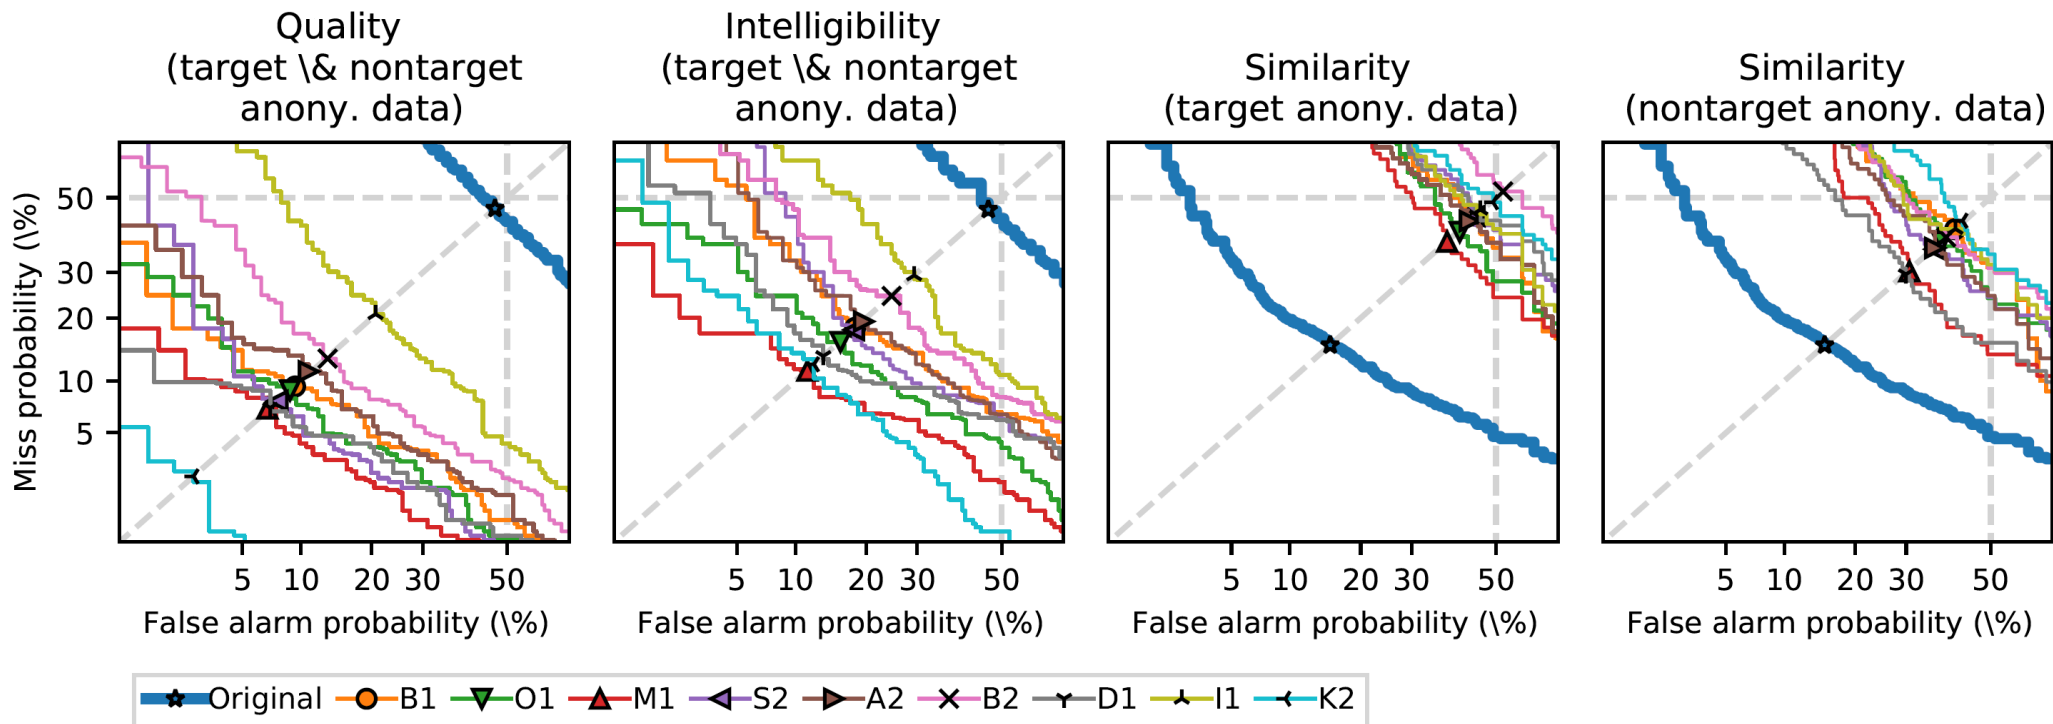 Quality
(target \& nontarget
anony. data)
Intelligibility
(target \& nontarget
anony. data)
Similarity
(target anony. data)
Similarity
(nontarget anony. data)
Miss probability (\%)
50
30
20
10
5
5 10 20 30 50
5 10 20 30 50
5 10 20 30 50
5 10 20 30 50
False alarm probability (\%)
False alarm probability (\%)
False alarm probability (\%)
False alarm probability (\%)
Original B1 O1 M1 S2 A2 B2 D1 I1 K2